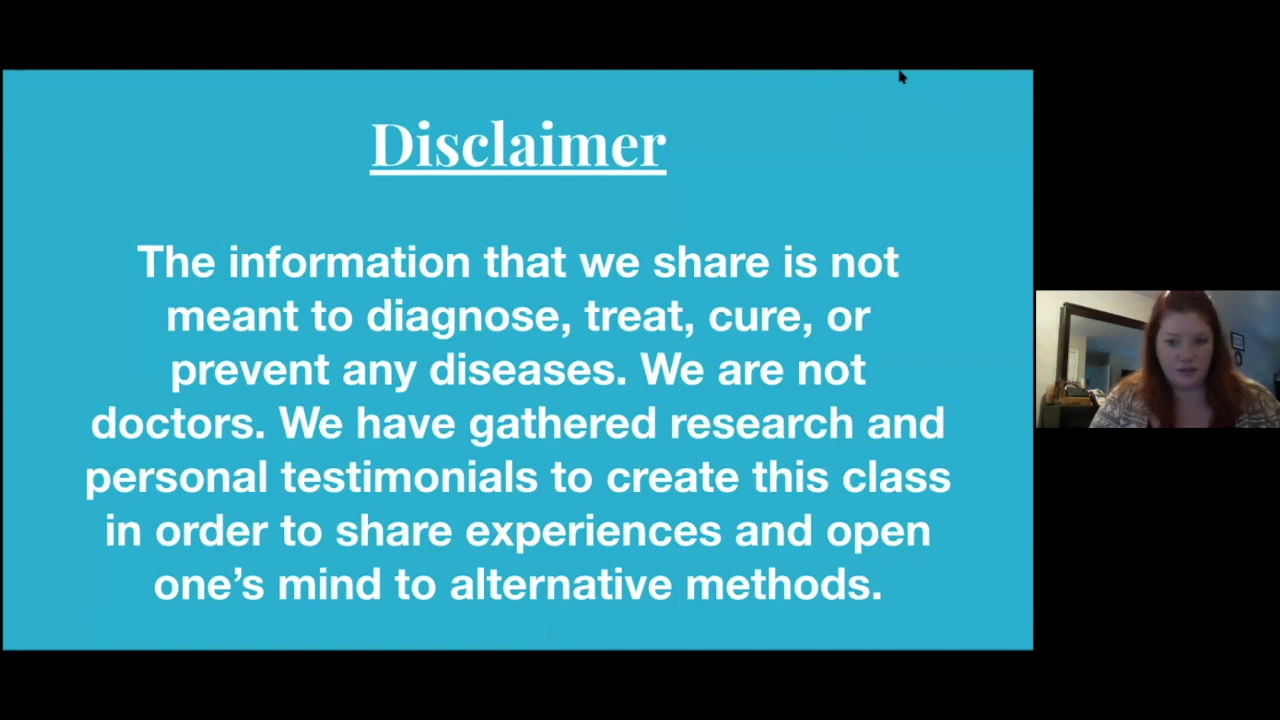 Disclaimer
The information that we share is not
meant to diagnose, treat, cure, or
prevent any diseases. We are not
doctors. We have gathered research and
personal testimonials to create this class
in order to share experiences and open
one’s mind to alternative methods.